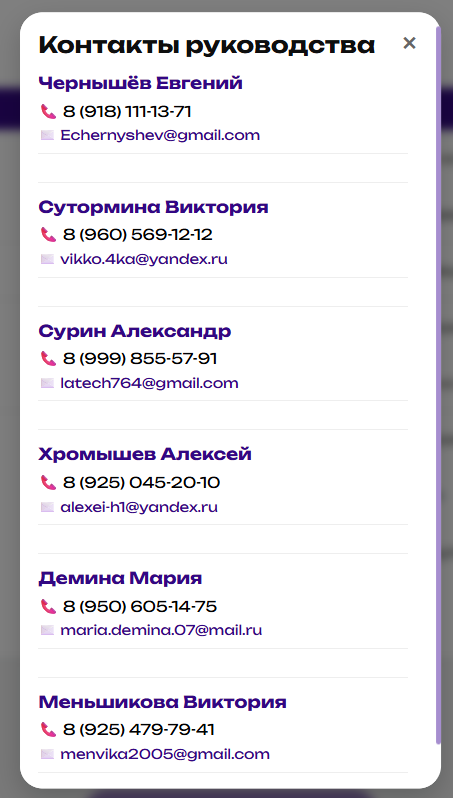 Контакты руководства ×
Чернышёв Евгений
8 (918) 111-13-71
Echernyshev@gmail.com
Сутормина Виктория
8 (960) 569-12-12
vikko.4ka@yandex.ru
Сурин Александр
8 (999) 855-57-91
latech764@gmail.com
Хромышев Алексей
8 (925) 045-20-10
alexei-h1@yandex.ru
Демина Мария
8 (950) 605-14-75
maria.demina.07@mail.ru
Меньшикова Виктория
8 (925) 479-79-41
menvika2005@gmail.com